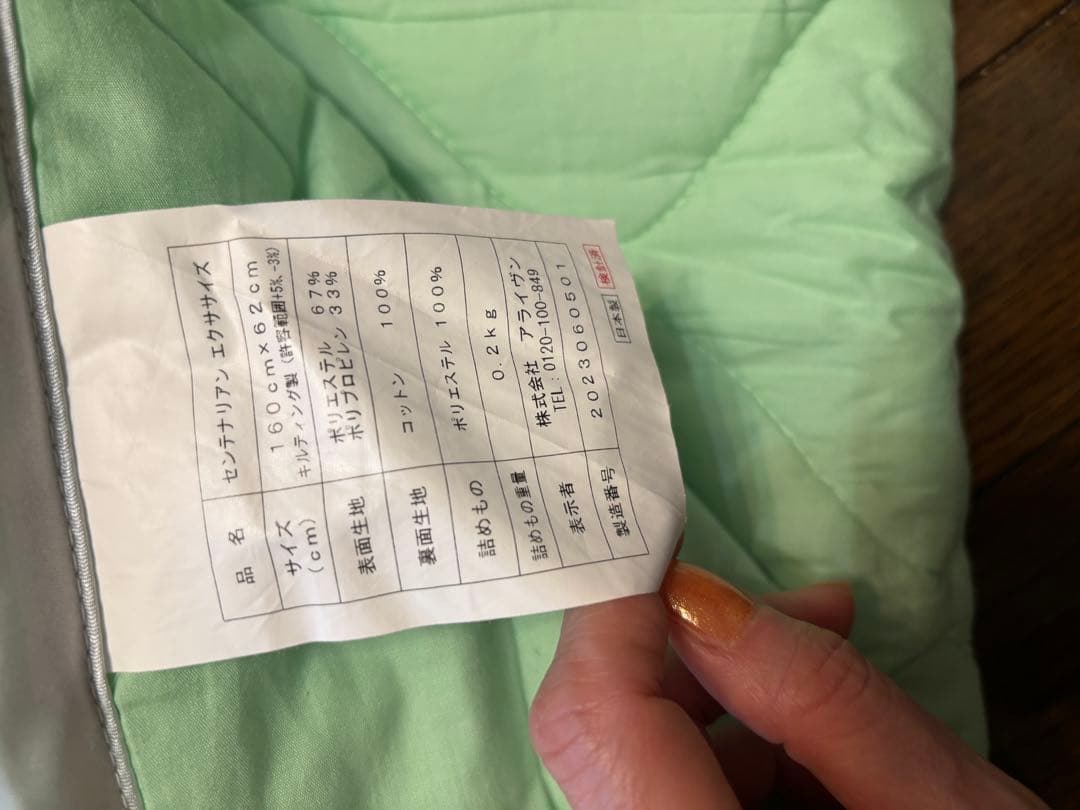 品 名 センテナリアン エクササイズ
サイズ 160cm×62cm
(cm) キルティング製(許容範囲+5%、-3%)
表面生地 ポリエステル 67%
ポリプロピレン 33%
裏面生地 コットン 100%
詰めもの ポリエステル 100%
詰めもの重量 0.2kg
表示者 株式会社 アライヴン
TEL:0120-100-849
製造番号 2023060501
日本製 検針済